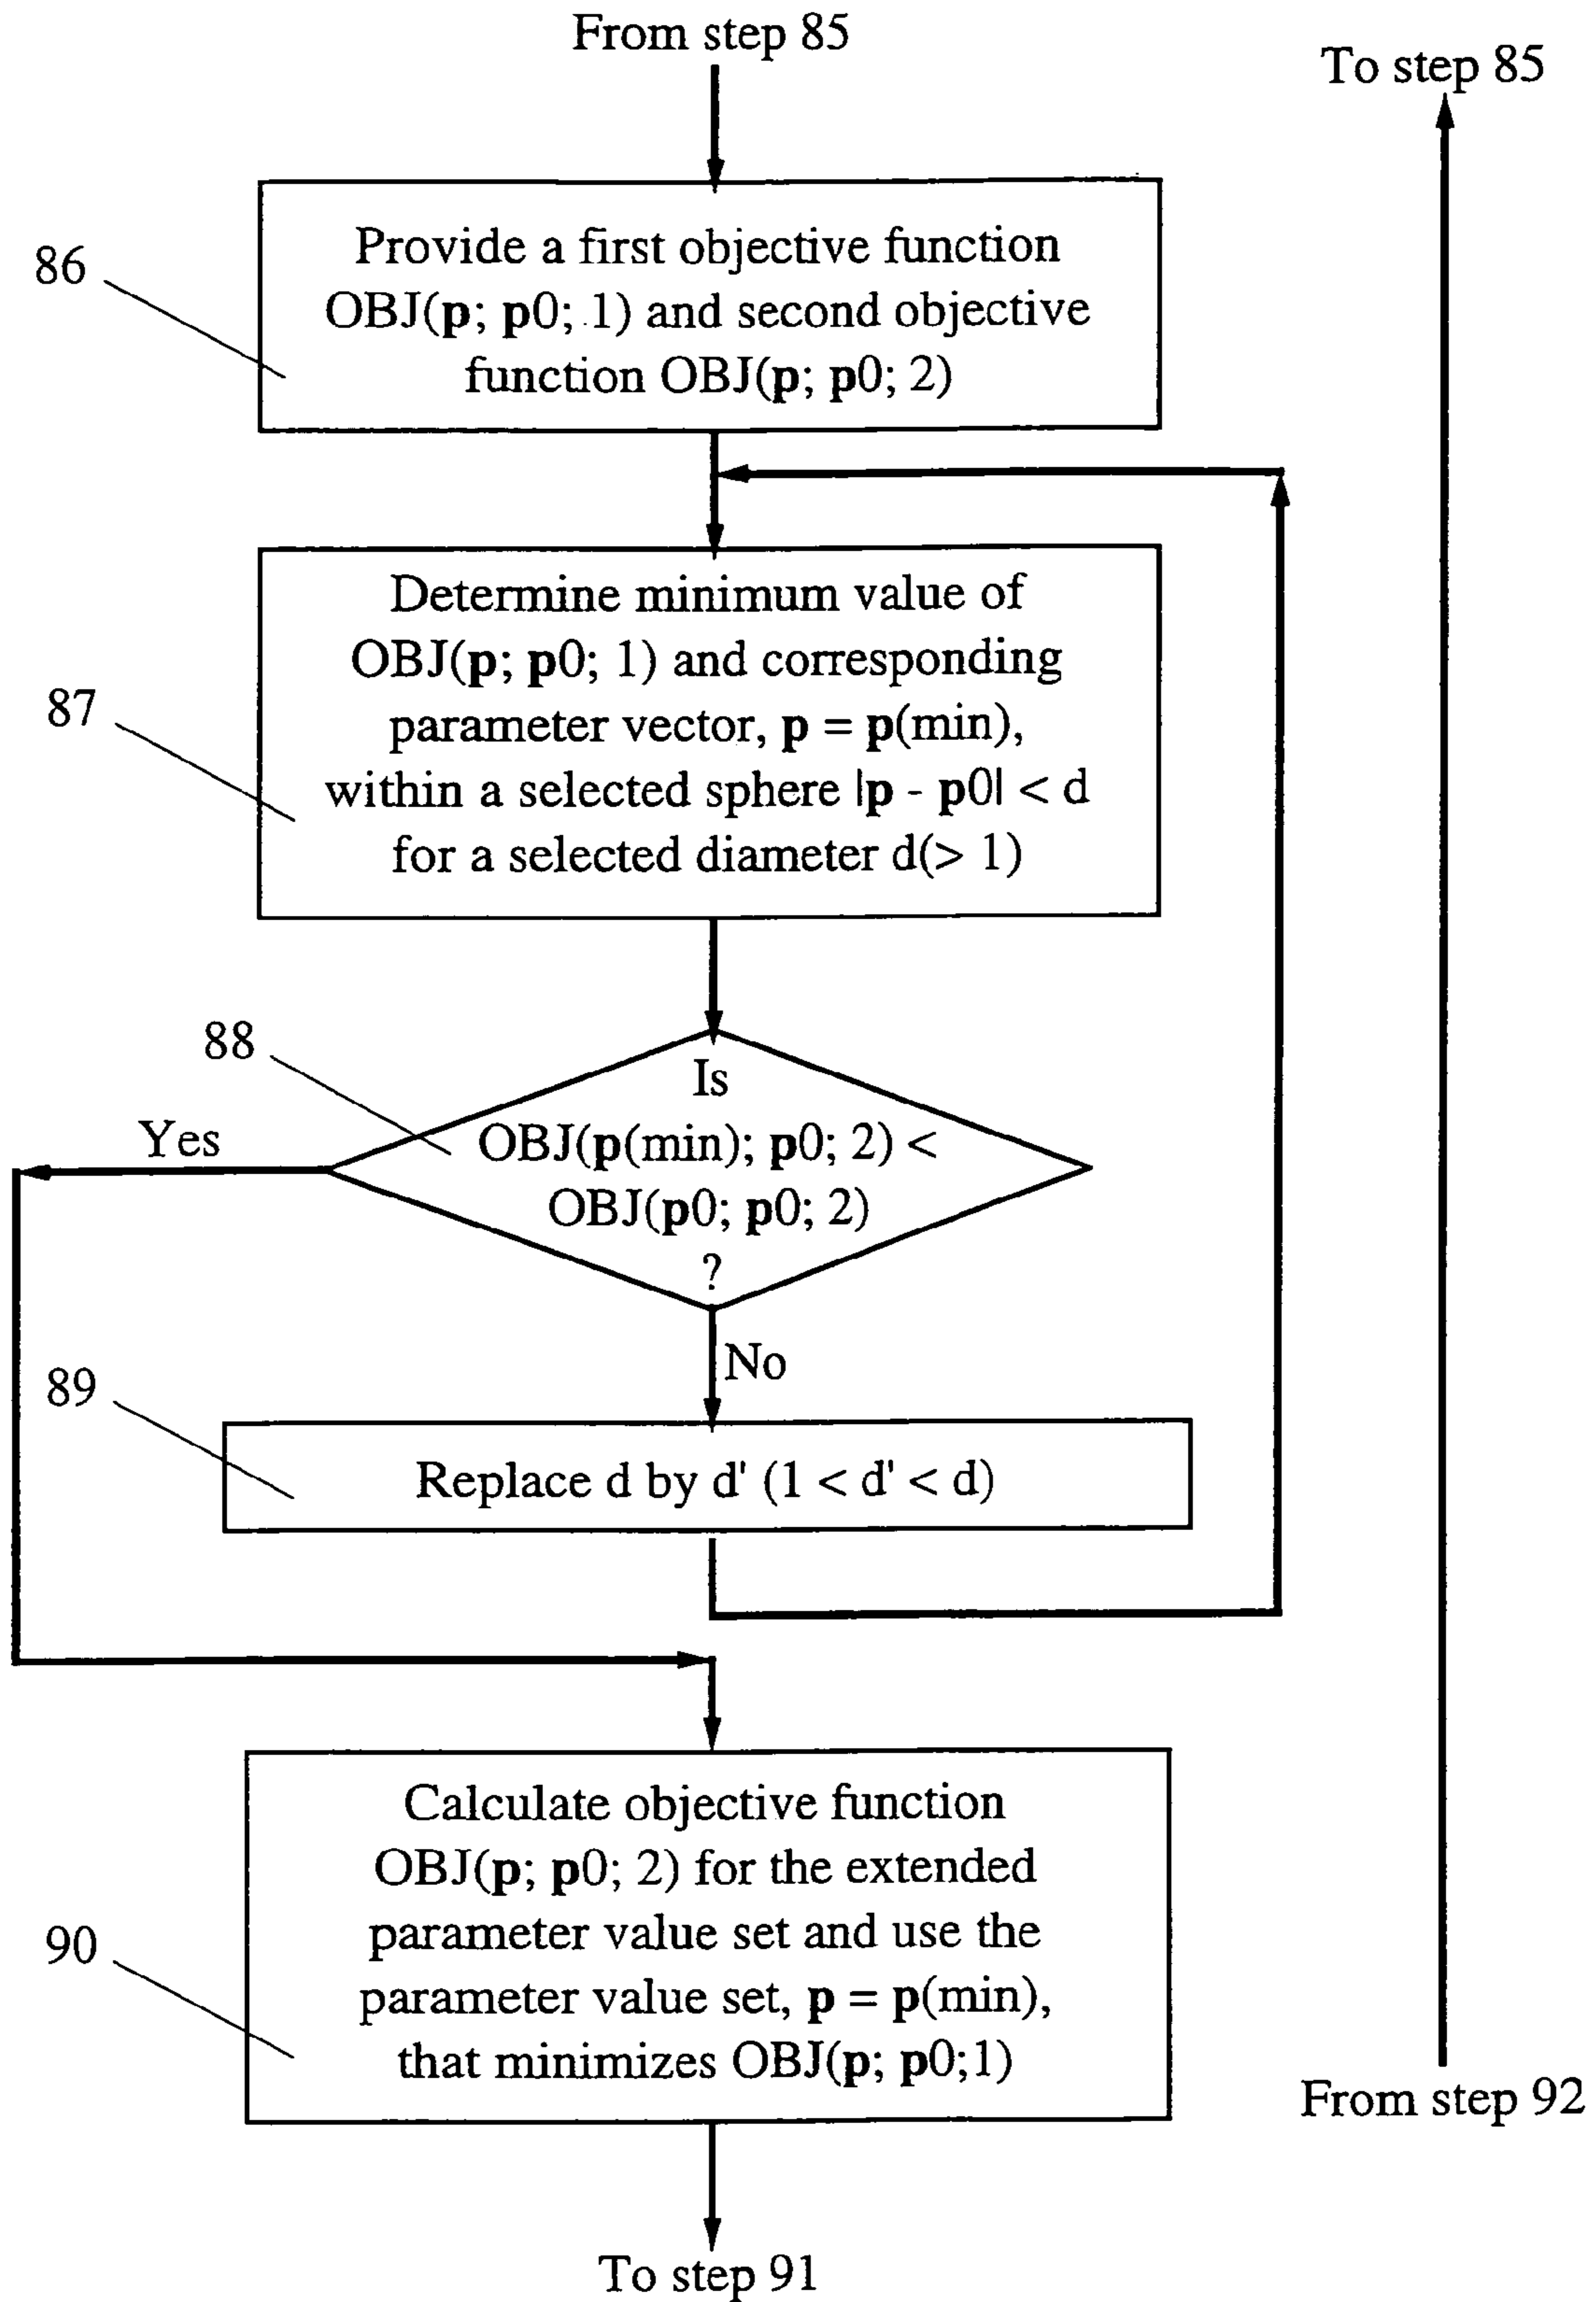 From step 85
To step 85
86
Provide a first objective function
OBJ(p; p0; 1) and second objective
function OBJ(p; p0; 2)
87
Determine minimum value of
OBJ(p; p0; 1) and corresponding
parameter vector, p = p(min),
within a selected sphere |p - p0| < d
for a selected diameter d(> 1)
88
Is
OBJ(p(min); p0; 2) <
OBJ(p0; p0; 2)
?
Yes
No
89
Replace d by d' (1 < d' < d)
90
Calculate objective function
OBJ(p; p0; 2) for the extended
parameter value set and use the
parameter value set, p = p(min),
that minimizes OBJ(p; p0;1)
From step 92
To step 91